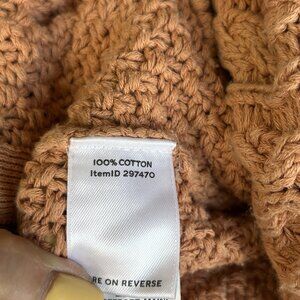 100% COTTON
ItemID 297470
RE ON REVERSE